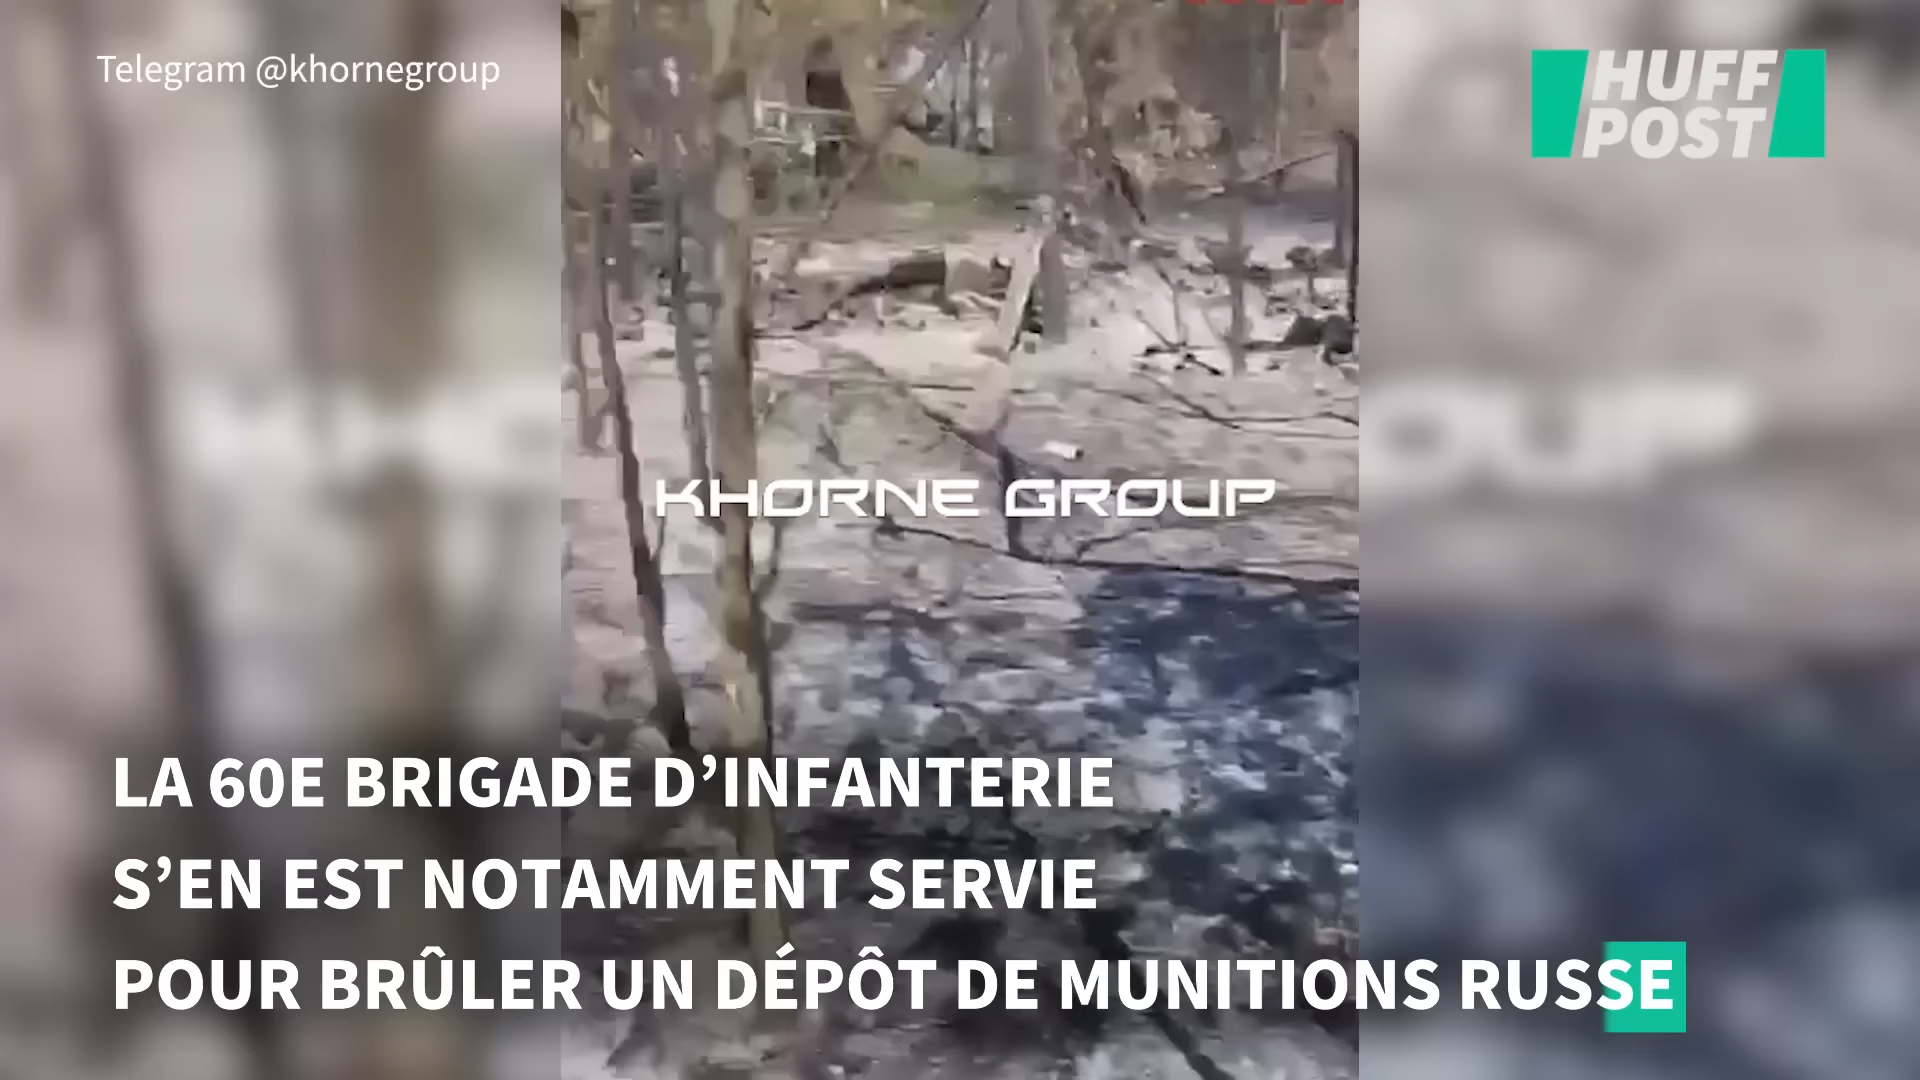 Telegram @khornegroup
HUFF
POST
KHORNE GROUP
LA 60E BRIGADE D’INFANTERIE
S’EN EST NOTAMMENT SERVIE
POUR BRÛLER UN DÉPÔT DE MUNITIONS RUSSE